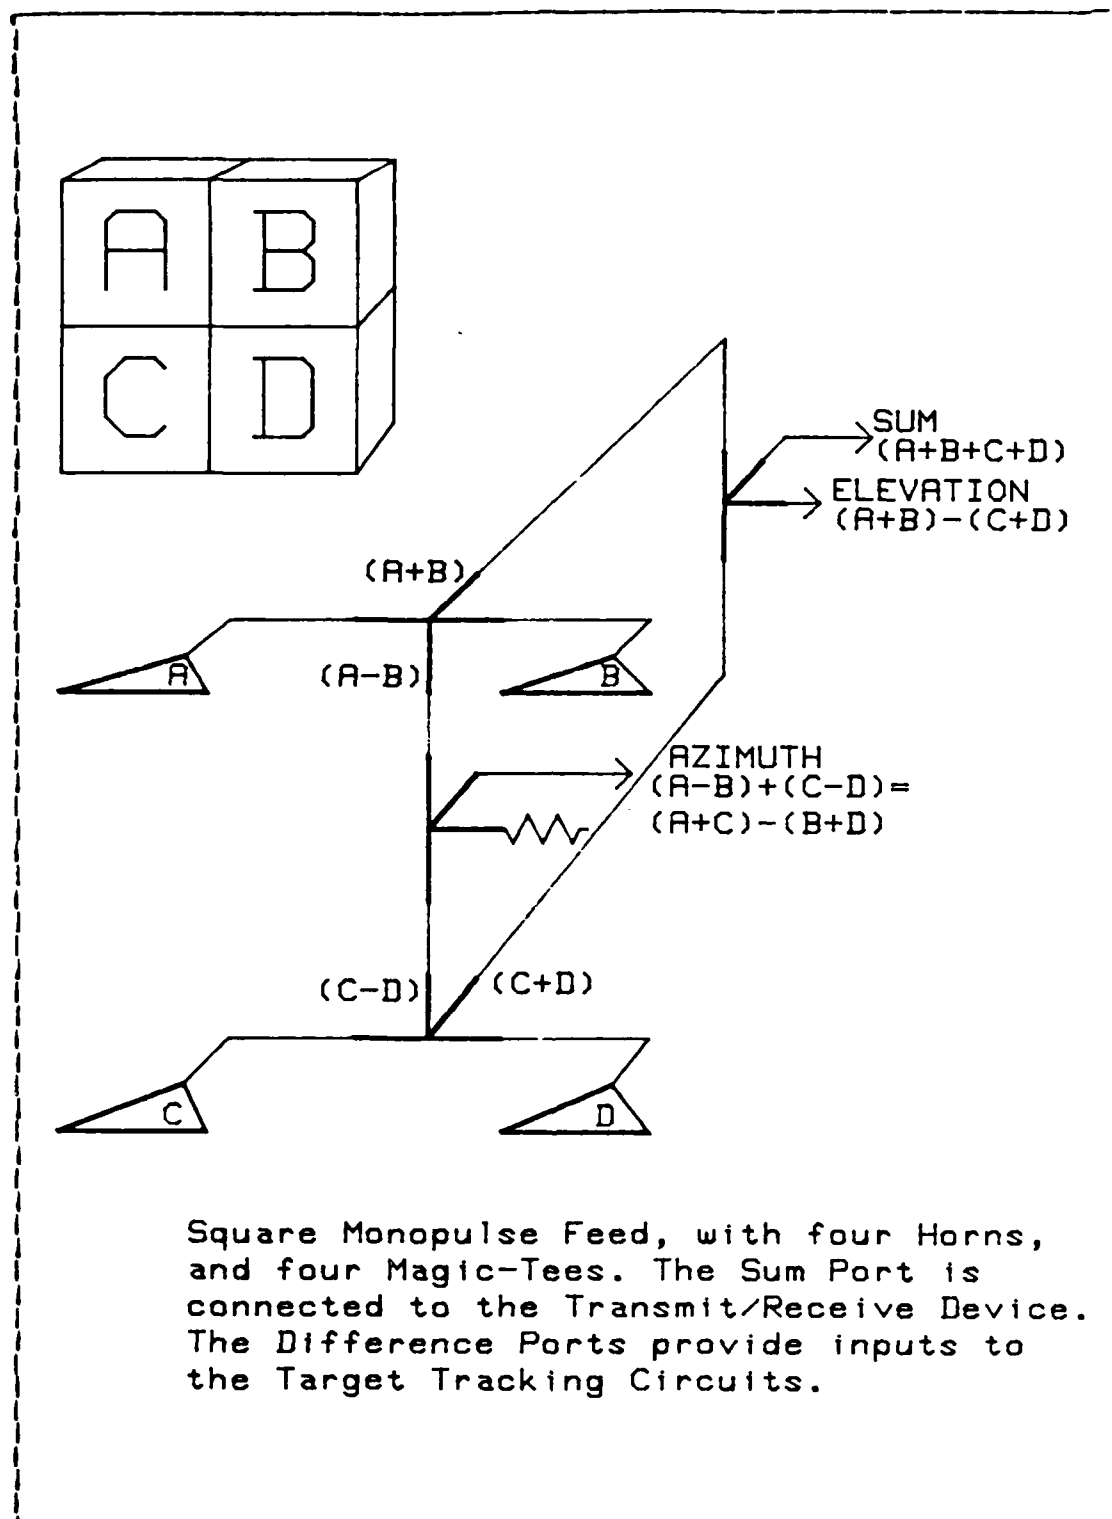 A B
C D
SUM
(A+B+C+D)
ELEVATION
(A+B)-(C+D)
(A+B)
A
(A-B)
B
AZIMUTH
(A-B)+(C-D)=
(A+C)-(B+D)
(C-D)
(C+D)
C
D
Square Monopulse Feed, with four Horns,
and four Magic-Tees. The Sum Port is
connected to the Transmit/Receive Device.
The Difference Ports provide inputs to
the Target Tracking Circuits.